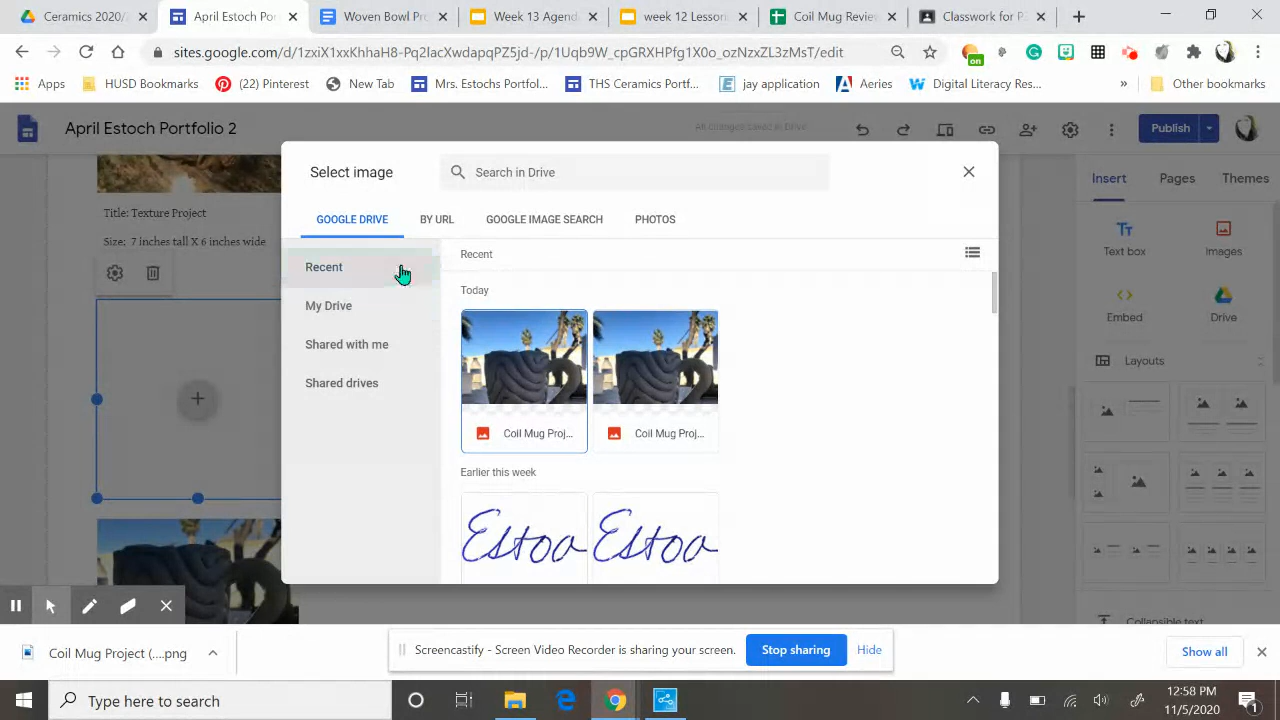 Ceramics 2020/
April Estoch Por
Woven Bowl Pro
Week 13 Agend
week 12 Lesson
Coil Mug Review
Classwork for P
sites.google.com/d/1zxiX1xxKhhaH8-Pq2lacXwdapqPZ5jd-/p/1Uqb9W_cpGRXHPfg1X0o_ozNzxZL3zMsT/edit
on
Apps
HUSD Bookmarks
(22) Pinterest
New Tab
Mrs. Estochs Portfol...
THS Ceramics Portf...
jay application
Aeries
Digital Literacy Res...
»
Other bookmarks
April Estoch Portfolio 2
All changes saved in Drive
Publish
Select image
Search in Drive
Insert
Pages
Themes
Title: Texture Project
Size: 7 inches tall X 6 inches wide
GOOGLE DRIVE
BY URL
GOOGLE IMAGE SEARCH
PHOTOS
Text box
Images
Recent
Recent
My Drive
Today
Shared with me
Shared drives
Embed
Drive
Layouts
Coil Mug Proj...
Coil Mug Proj...
Earlier this week
Estoc
Estoc
Collapsible text
Coil Mug Project (....png
Screencastify - Screen Video Recorder is sharing your screen.
Stop sharing
Hide
Show all
Type here to search
12:58 PM
11/5/2020
1